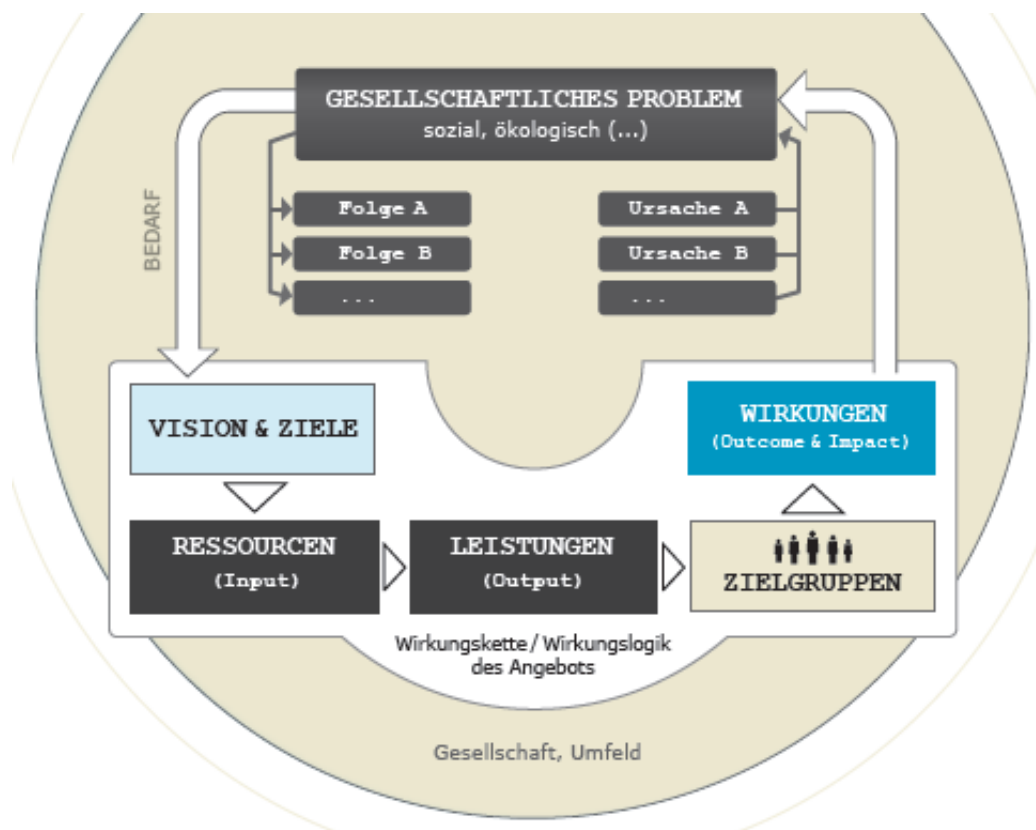 GESELLSCHAFTLICHES PROBLEM
sozial, ökologisch (...)
BEDARF
Folge A
Folge B
...
Ursache A
Ursache B
...
VISION & ZIELE
WIRKUNGEN
(Outcome & Impact)
RESSOURCEN
(Input)
LEISTUNGEN
(Output)
ZIELGRUPPEN
Wirkungskette / Wirkungslogik
des Angebots
Gesellschaft, Umfeld